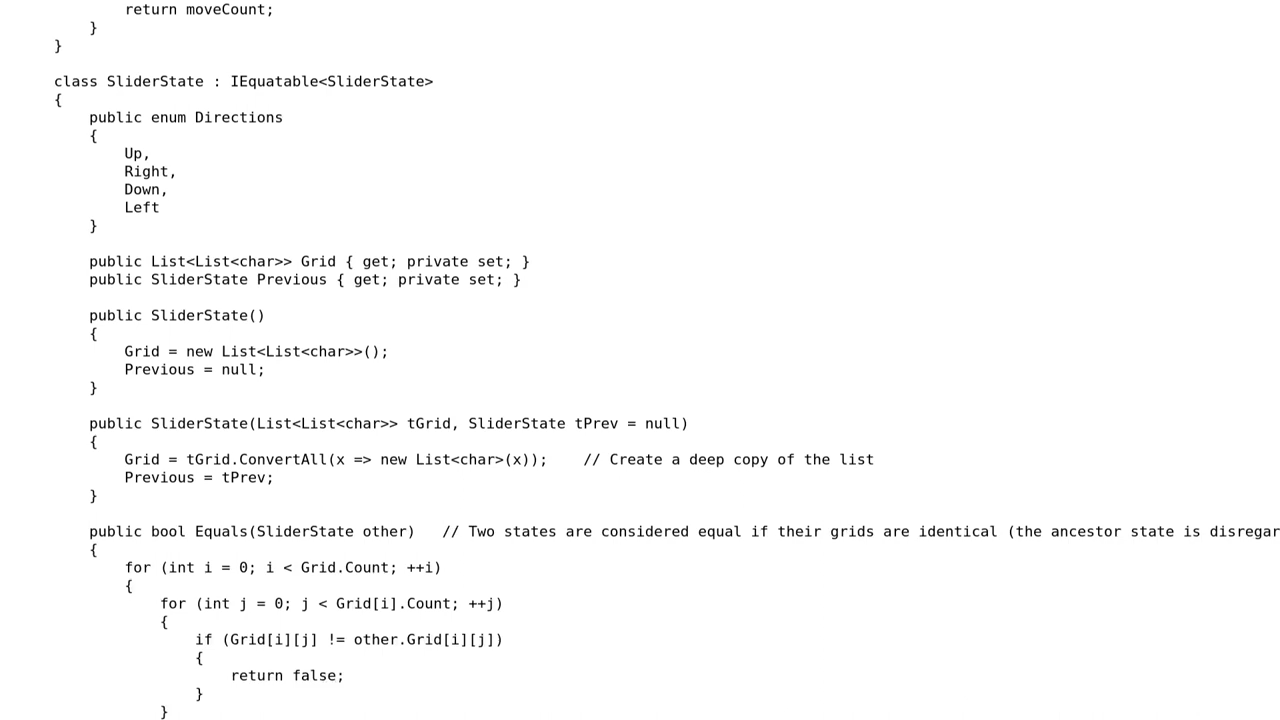 return moveCount;
    }
}

class SliderState : IEquatable<SliderState>
{
    public enum Directions
    {
        Up,
        Right,
        Down,
        Left
    }

    public List<List<char>> Grid { get; private set; }
    public SliderState Previous { get; private set; }

    public SliderState()
    {
        Grid = new List<List<char>>();
        Previous = null;
    }

    public SliderState(List<List<char>> tGrid, SliderState tPrev = null)
    {
        Grid = tGrid.ConvertAll(x => new List<char>(x));    // Create a deep copy of the list
        Previous = tPrev;
    }

    public bool Equals(SliderState other)   // Two states are considered equal if their grids are identical (the ancestor state is disregar
    {
        for (int i = 0; i < Grid.Count; ++i)
        {
            for (int j = 0; j < Grid[i].Count; ++j)
            {
                if (Grid[i][j] != other.Grid[i][j])
                {
                    return false;
                }
            }